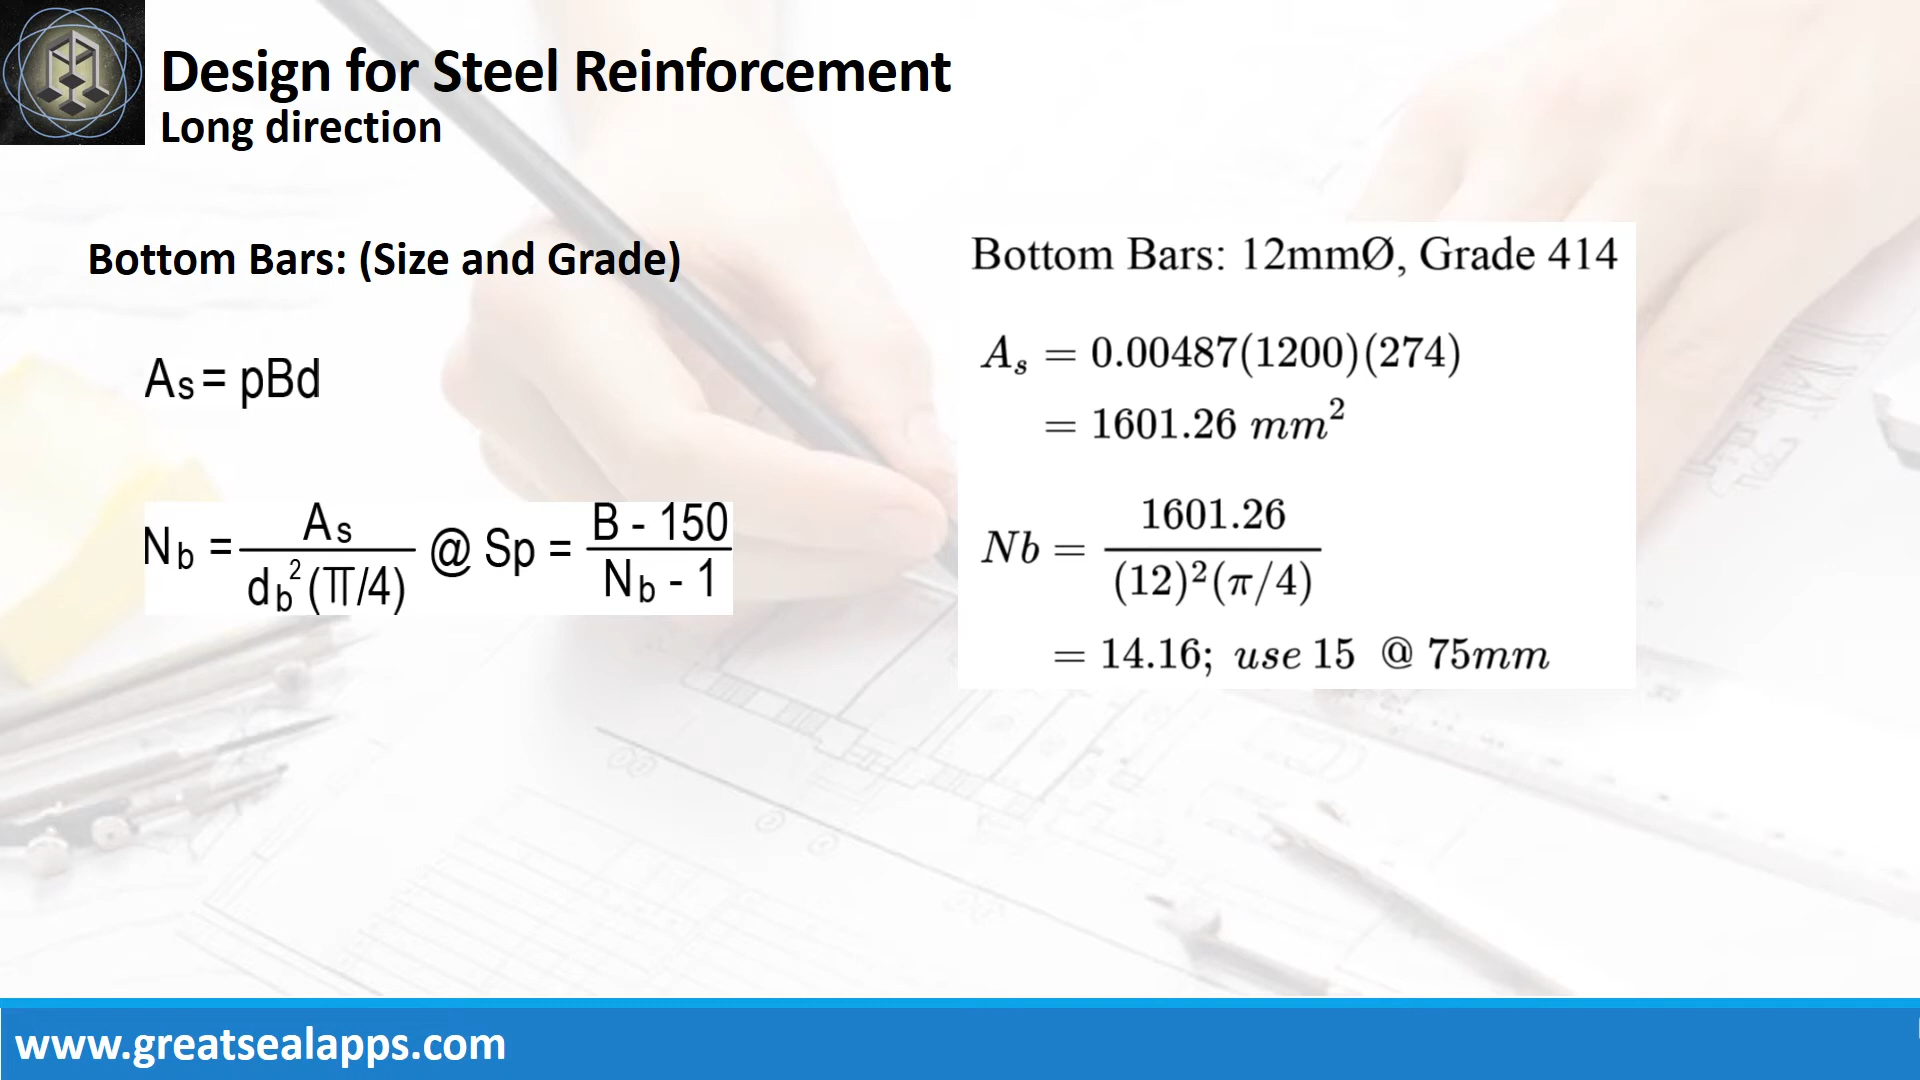 Design for Steel Reinforcement
Long direction
Bottom Bars: (Size and Grade)
As = pBd
Nb = As / db²(π/4) @ Sp = B - 150 / Nb - 1
Bottom Bars: 12mmØ, Grade 414
As = 0.00487(1200)(274)
= 1601.26 mm²
Nb = 1601.26 / (12)²(π/4)
= 14.16; use 15 @ 75mm
www.greatsealapps.com